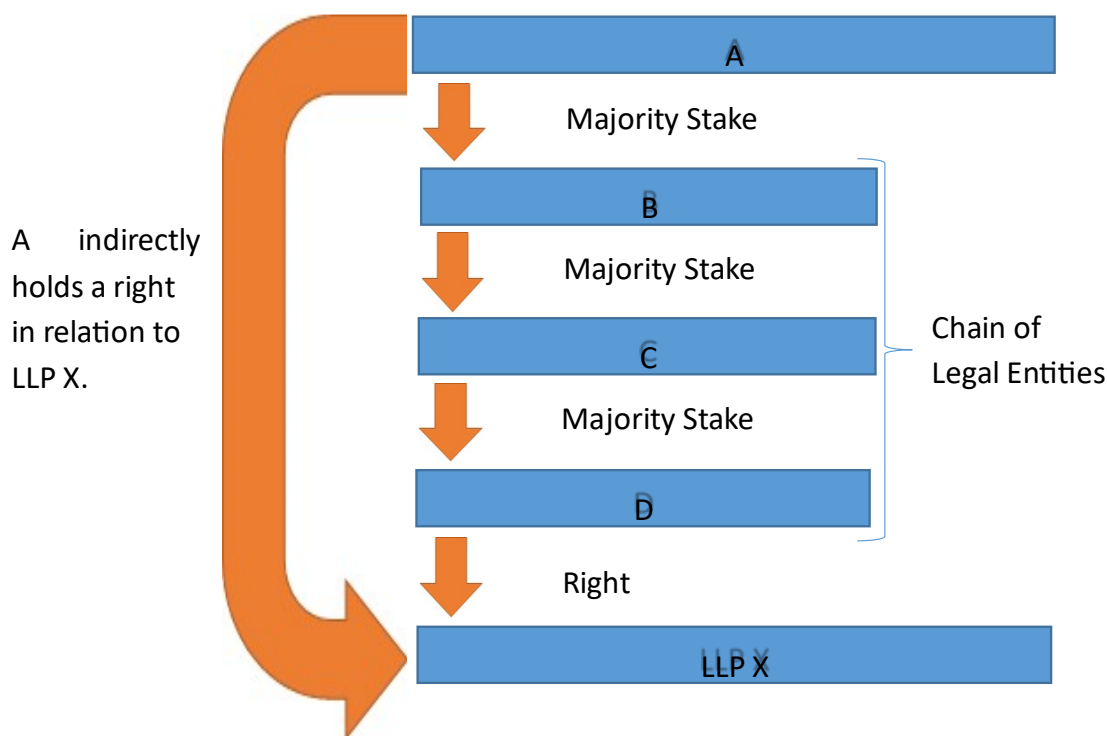 A
Majority Stake
B
Majority Stake
A indirectly
holds a right
in relation to
LLP X.
C
Chain of
Legal Entities
Majority Stake
D
Right
LLP X